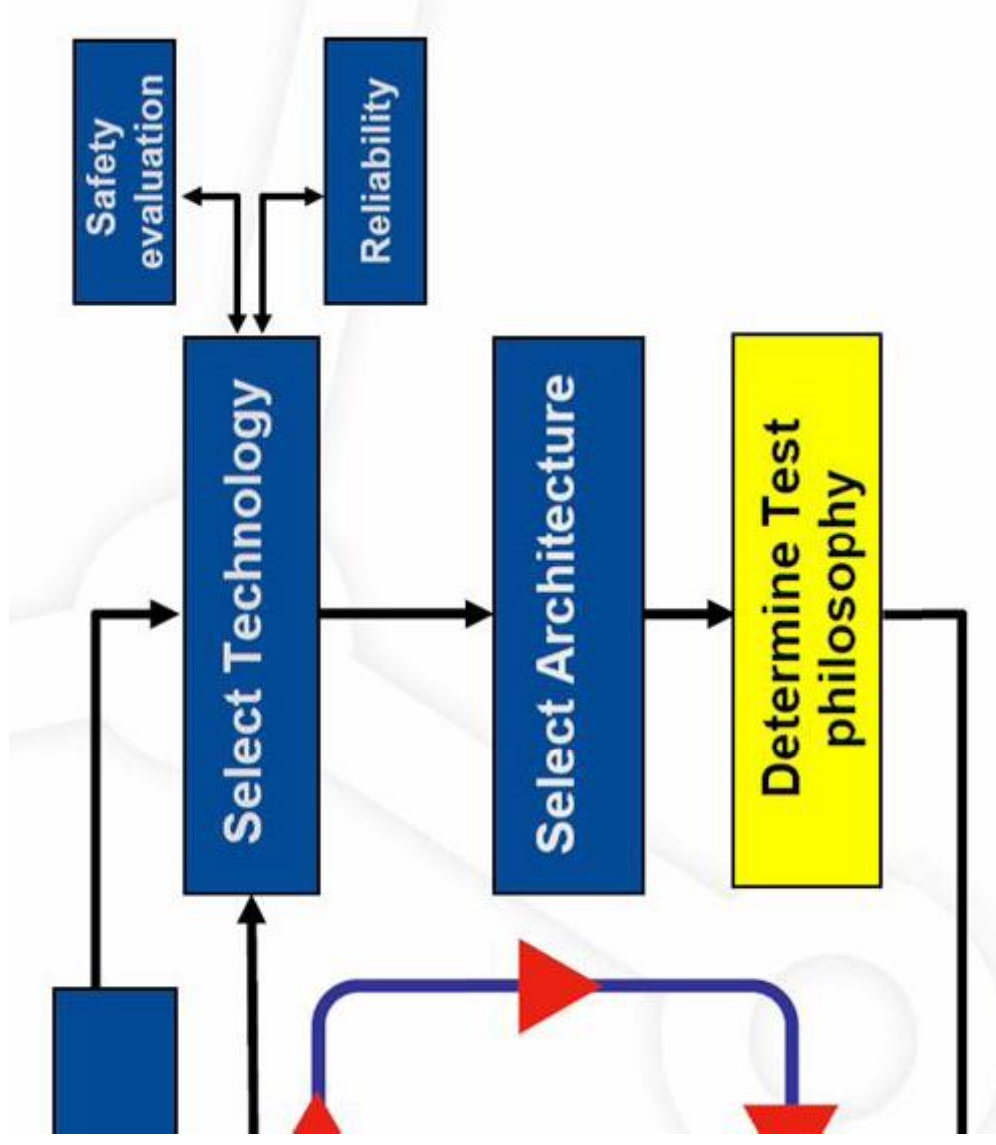 Safety
evaluation
Reliability
Select Technology
Select Architecture
Determine Test
philosophy